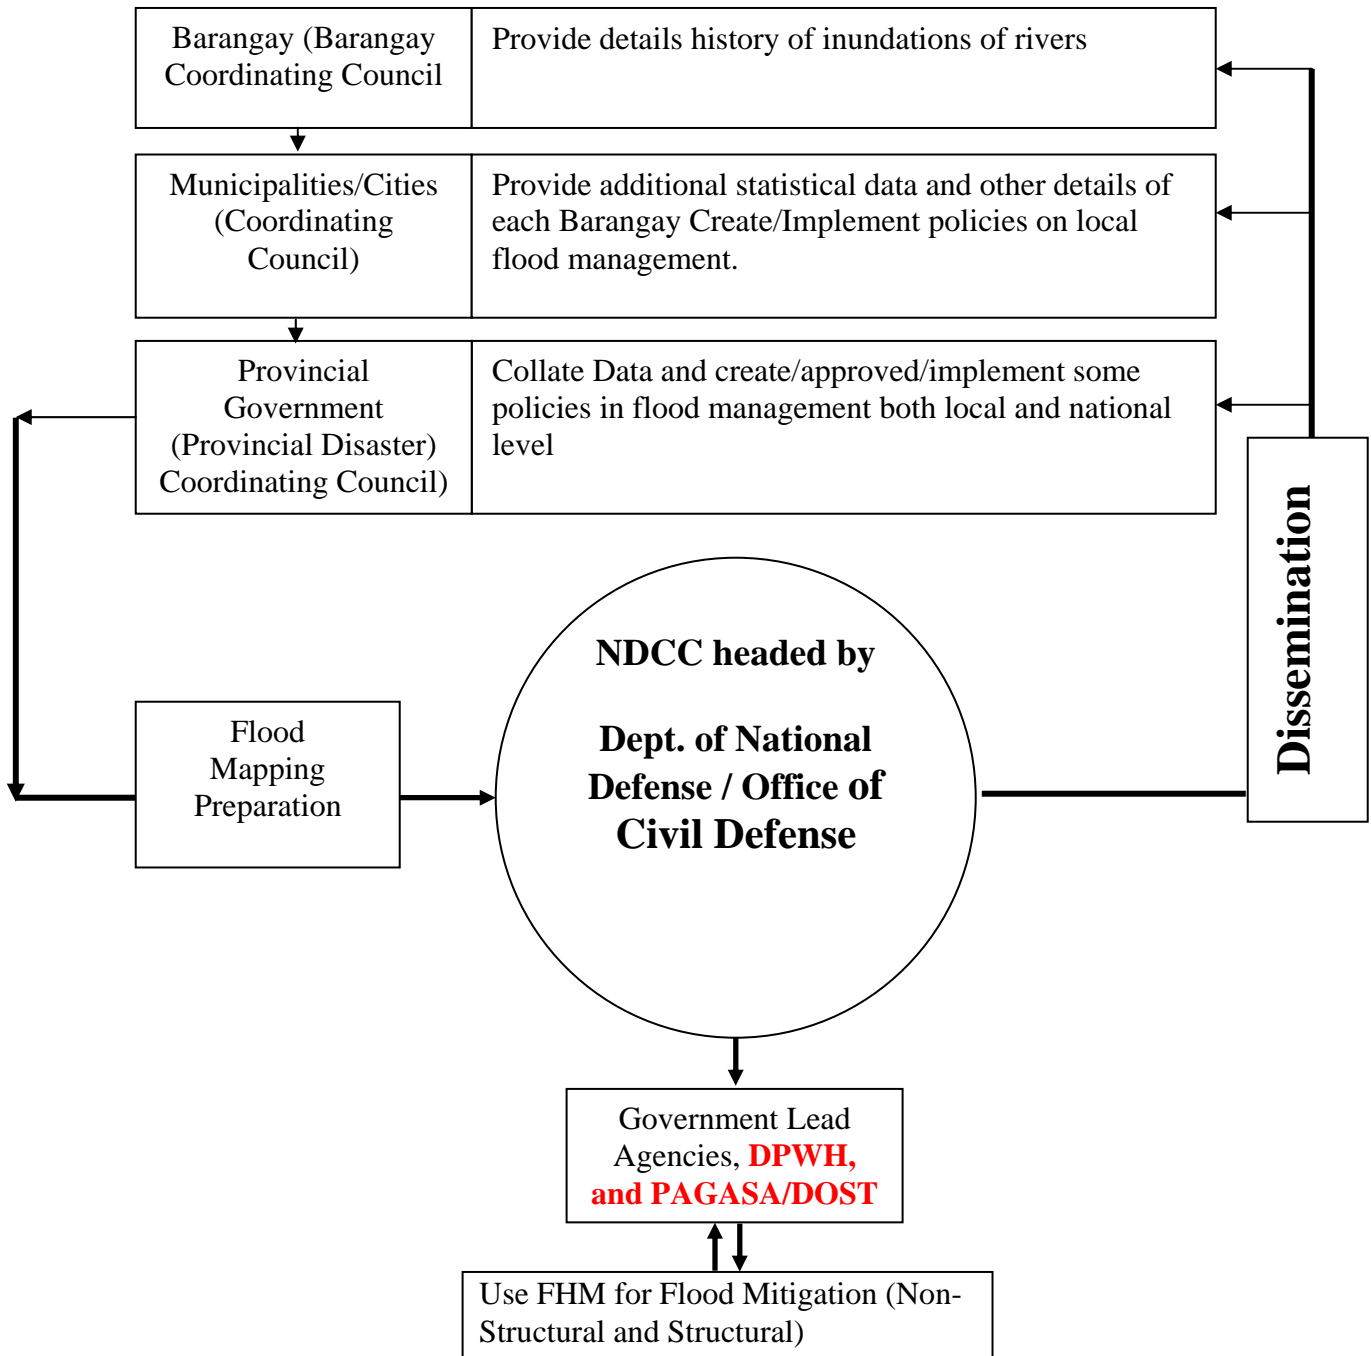 Barangay (Barangay
Coordinating Council
Provide details history of inundations of rivers
Municipalities/Cities
(Coordinating
Council)
Provide additional statistical data and other details of
each Barangay Create/Implement policies on local
flood management.
Provincial
Government
(Provincial Disaster)
Coordinating Council)
Collate Data and create/approved/implement some
policies in flood management both local and national
level
Dissemination
NDCC headed by
Dept. of National
Defense / Office of
Civil Defense
Flood
Mapping
Preparation
Government Lead
Agencies, DPWH,
and PAGASA/DOST
Use FHM for Flood Mitigation (Non-
Structural and Structural)